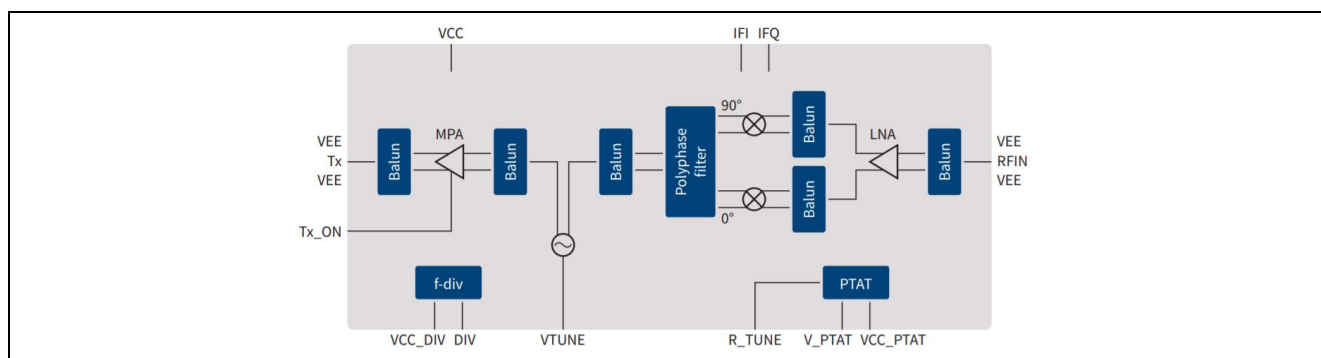 VCC
IFI IFQ
90°
Balun
VEE
Tx
VEE
Balun
MPA
Balun
Balun
Polyphase
filter
LNA
Balun
VEE
RFIN
VEE
Balun
0°
Tx_ON
f-div
PTAT
VCC_DIV DIV
VTUNE
R_TUNE
V_PTAT VCC_PTAT